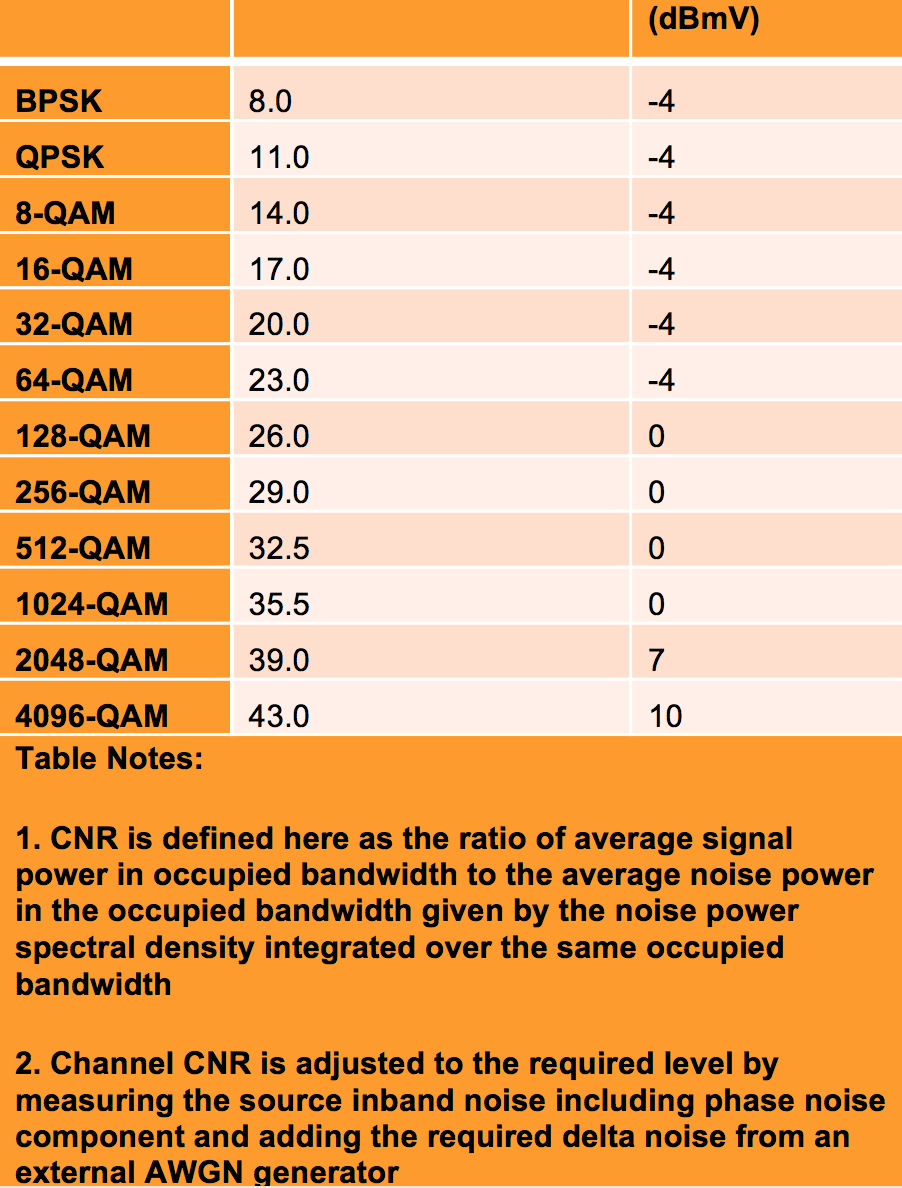 (dBmV)
BPSK 8.0 -4
QPSK 11.0 -4
8-QAM 14.0 -4
16-QAM 17.0 -4
32-QAM 20.0 -4
64-QAM 23.0 -4
128-QAM 26.0 0
256-QAM 29.0 0
512-QAM 32.5 0
1024-QAM 35.5 0
2048-QAM 39.0 7
4096-QAM 43.0 10
Table Notes:
1. CNR is defined here as the ratio of average signal
power in occupied bandwidth to the average noise power
in the occupied bandwidth given by the noise power
spectral density integrated over the same occupied
bandwidth
2. Channel CNR is adjusted to the required level by
measuring the source inband noise including phase noise
component and adding the required delta noise from an
external AWGN generator